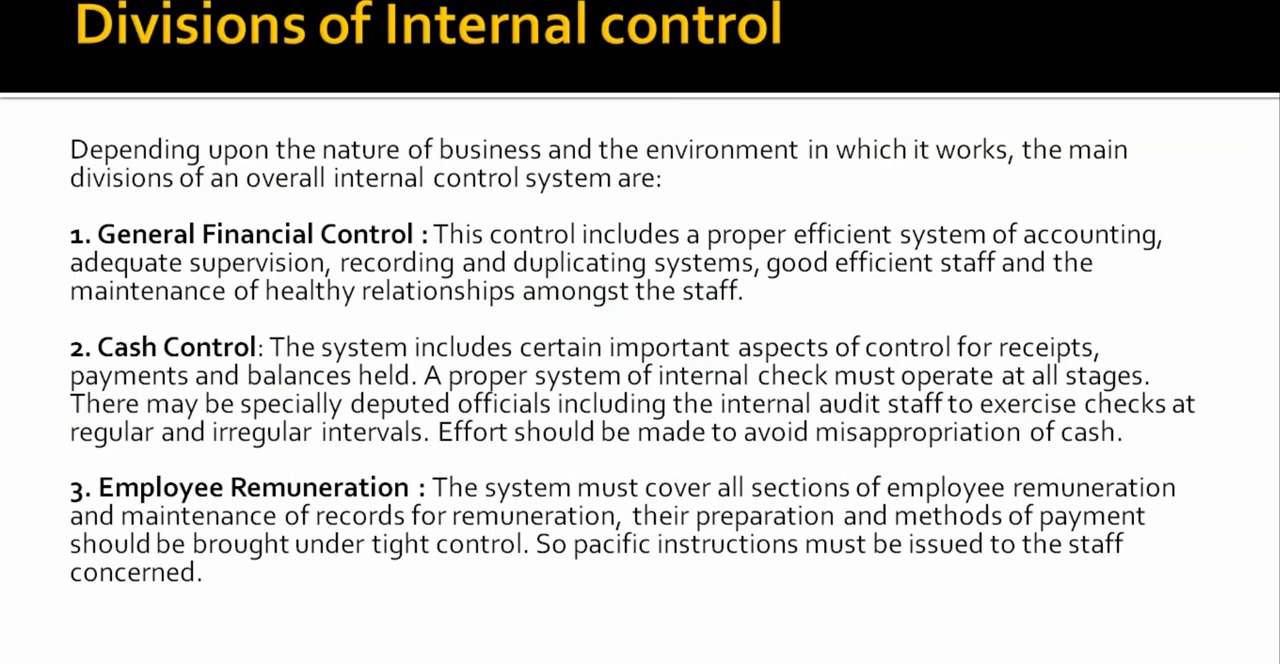 Divisions of Internal control
Depending upon the nature of business and the environment in which it works, the main
divisions of an overall internal control system are:
1. General Financial Control : This control includes a proper efficient system of accounting,
adequate supervision, recording and duplicating systems, good efficient staff and the
maintenance of healthy relationships amongst the staff.
2. Cash Control: The system includes certain important aspects of control for receipts,
payments and balances held. A proper system of internal check must operate at all stages.
There may be specially deputed officials including the internal audit staff to exercise checks at
regular and irregular intervals. Effort should be made to avoid misappropriation of cash.
3. Employee Remuneration : The system must cover all sections of employee remuneration
and maintenance of records for remuneration, their preparation and methods of payment
should be brought under tight control. So pacific instructions must be issued to the staff
concerned.